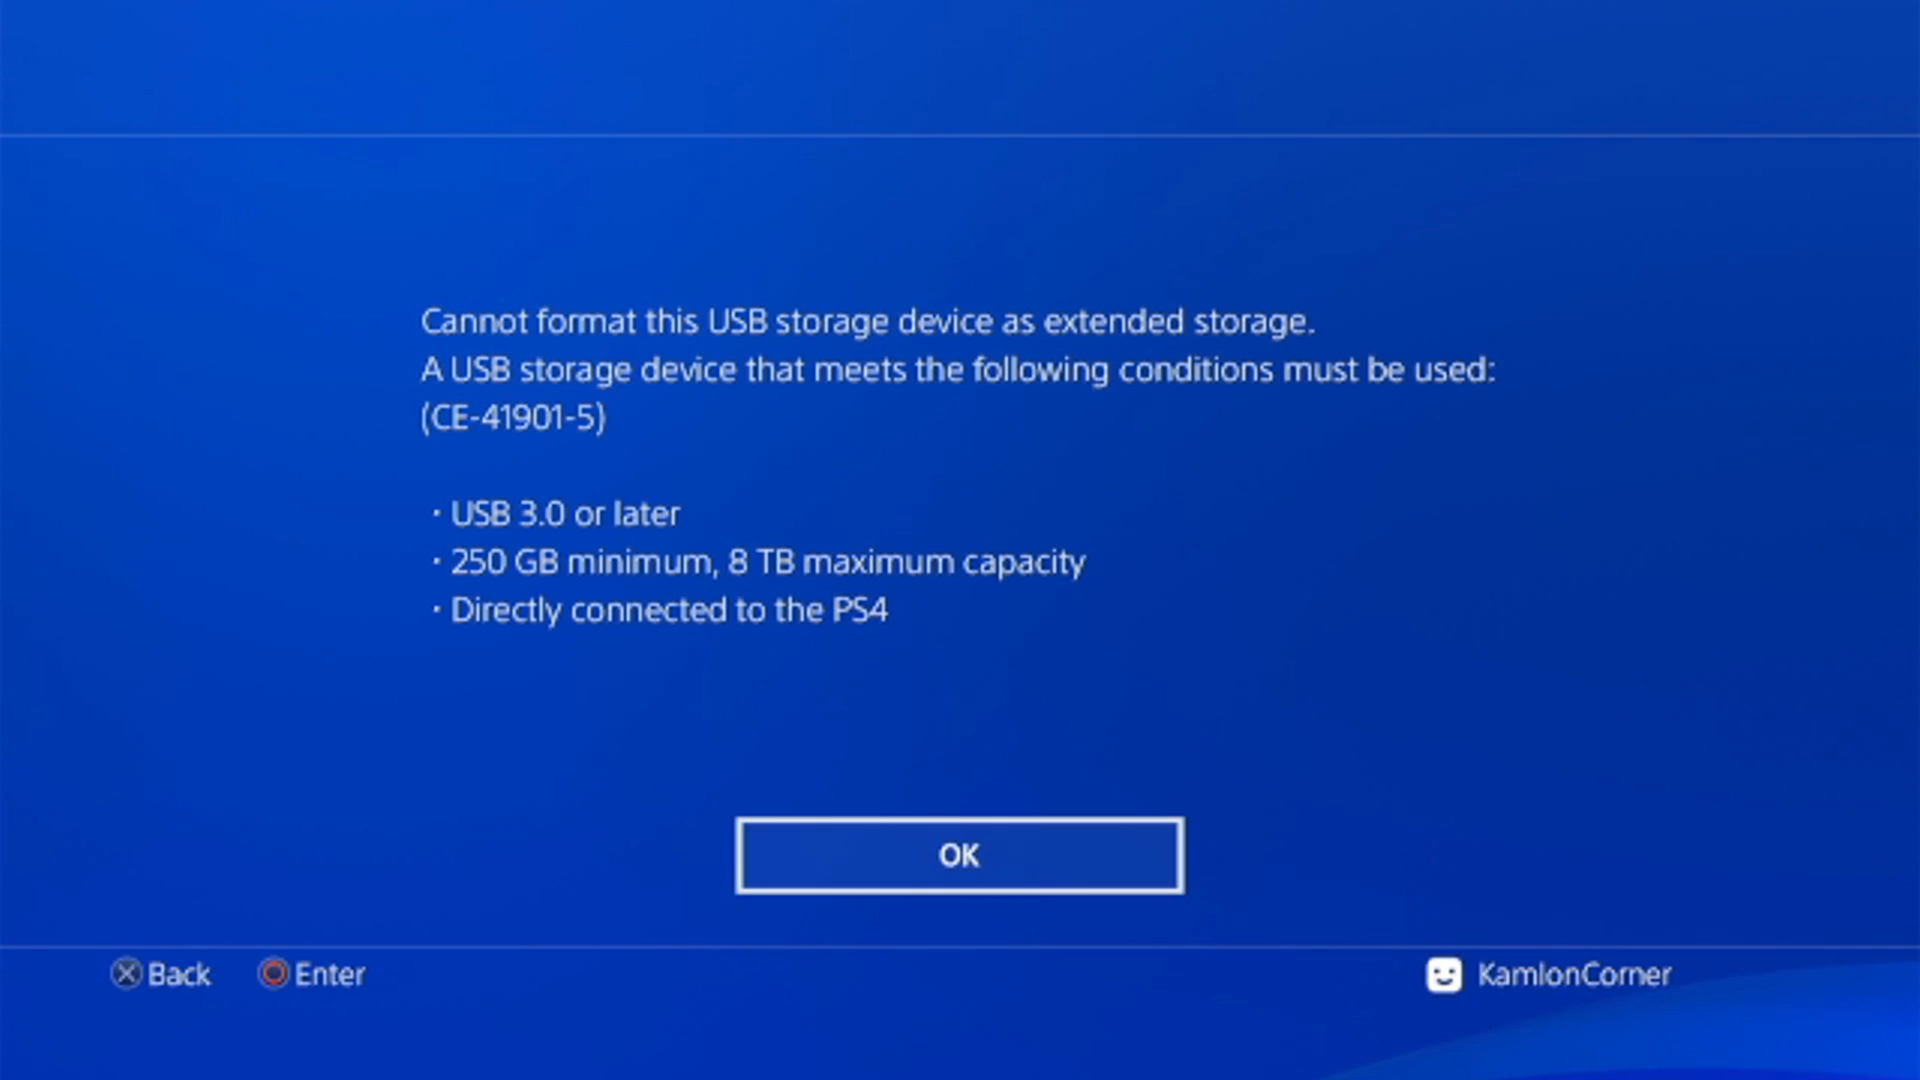 Cannot format this USB storage device as extended storage.
A USB storage device that meets the following conditions must be used:
(CE-41901-5)
・USB 3.0 or later
・250 GB minimum, 8 TB maximum capacity
・Directly connected to the PS4
OK
Back Enter KamlonCorner